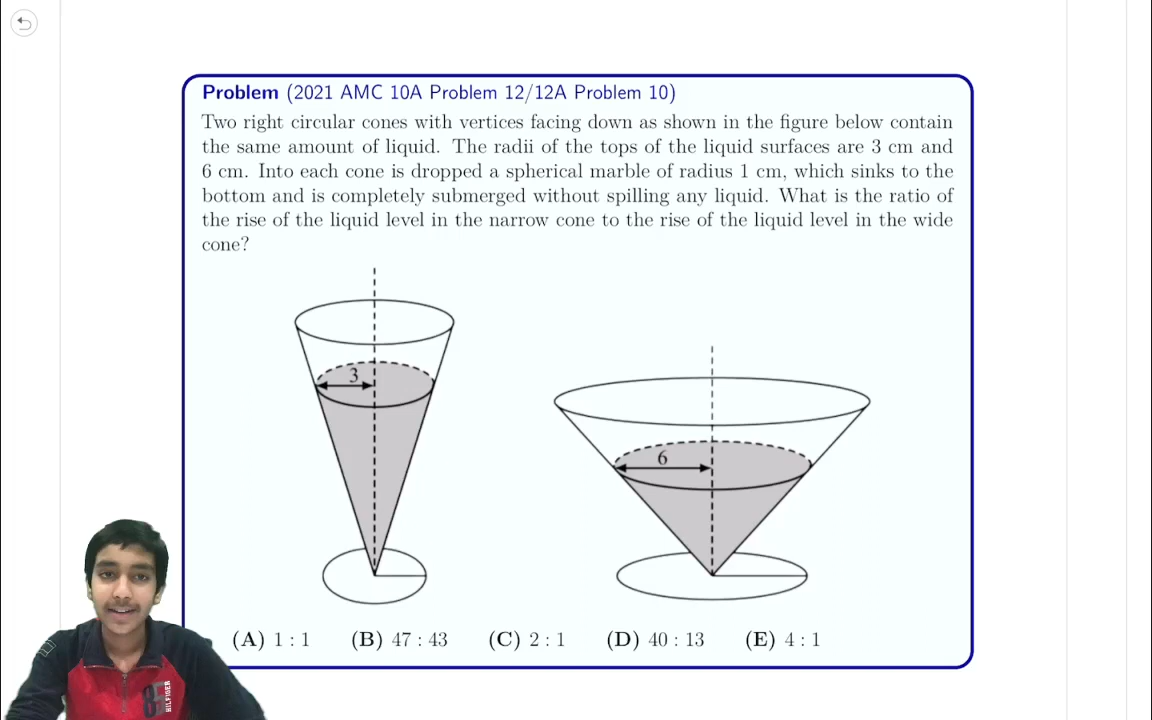 Problem (2021 AMC 10A Problem 12/12A Problem 10)
Two right circular cones with vertices facing down as shown in the figure below contain
the same amount of liquid. The radii of the tops of the liquid surfaces are 3 cm and
6 cm. Into each cone is dropped a spherical marble of radius 1 cm, which sinks to the
bottom and is completely submerged without spilling any liquid. What is the ratio of
the rise of the liquid level in the narrow cone to the rise of the liquid level in the wide
cone?
3
6
(A) 1 : 1 (B) 47 : 43 (C) 2 : 1 (D) 40 : 13 (E) 4 : 1
HILFIGER